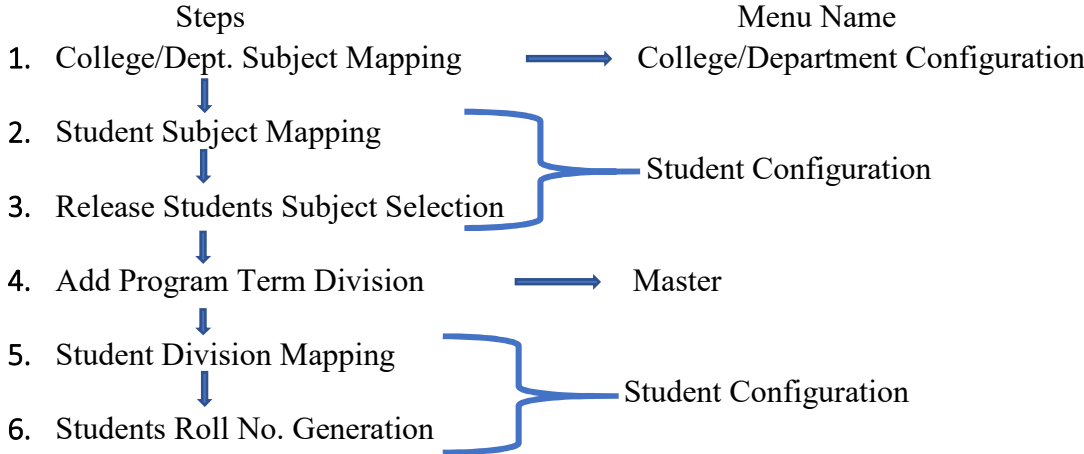 Steps Menu Name
1. College/Dept. Subject Mapping College/Department Configuration
2. Student Subject Mapping
Student Configuration
3. Release Students Subject Selection
4. Add Program Term Division Master
5. Student Division Mapping
Student Configuration
6. Students Roll No. Generation